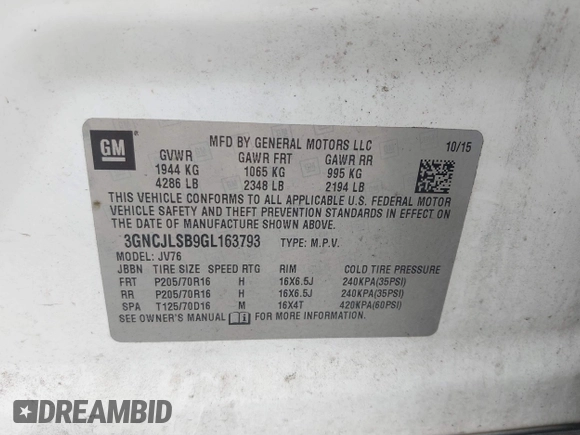 GM
MFD BY GENERAL MOTORS LLC 10/15
GVWR GAWR FRT GAWR RR
1944 KG 1065 KG 995 KG
4286 LB 2348 LB 2194 LB
THIS VEHICLE CONFORMS TO ALL APPLICABLE U.S. FEDERAL MOTOR
VEHICLE SAFETY AND THEFT PREVENTION STANDARDS IN EFFECT ON
THE DATE OF MANUFACTURE SHOWN ABOVE.
3GNCJLSB9GL163793 TYPE: M.P.V.
MODEL: JV76
JBBN TIRE SIZE SPEED RTG RIM COLD TIRE PRESSURE
FRT P205/70R16 H 16X6.5J 240KPA(35PSI)
RR P205/70R16 H 16X6.5J 240KPA(35PSI)
SPA T125/70D16 M 16X4T 420KPA(60PSI)
SEE OWNER'S MANUAL FOR MORE INFORMATION.
DREAMBID